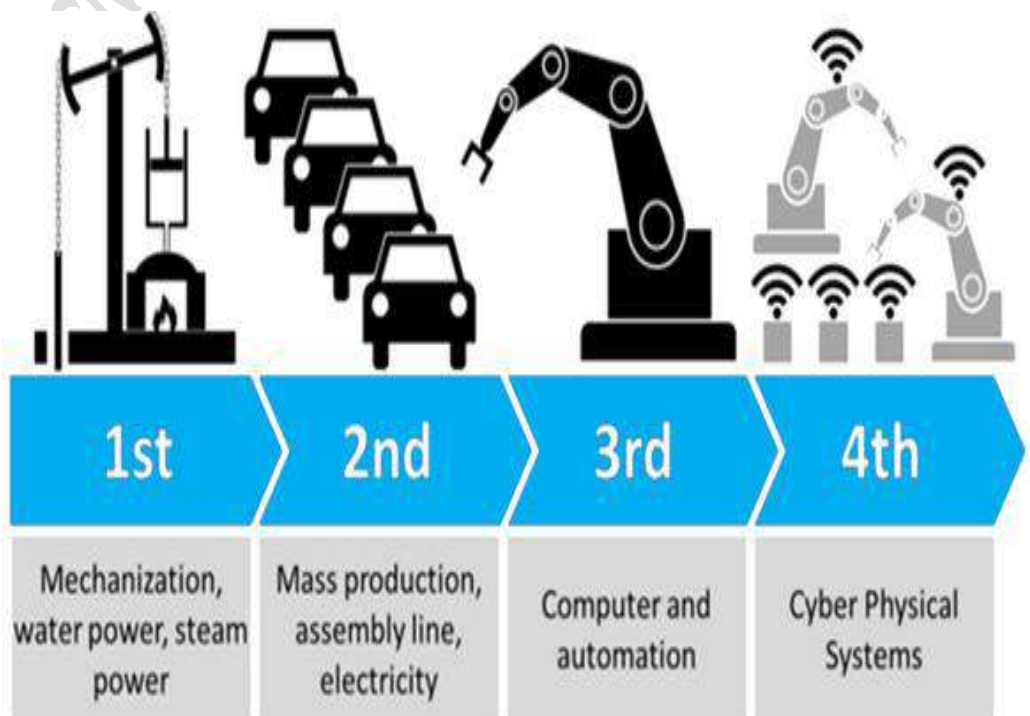 1st
2nd
3rd
4th
Mechanization,
water power, steam
power
Mass production,
assembly line,
electricity
Computer and
automation
Cyber Physical
Systems